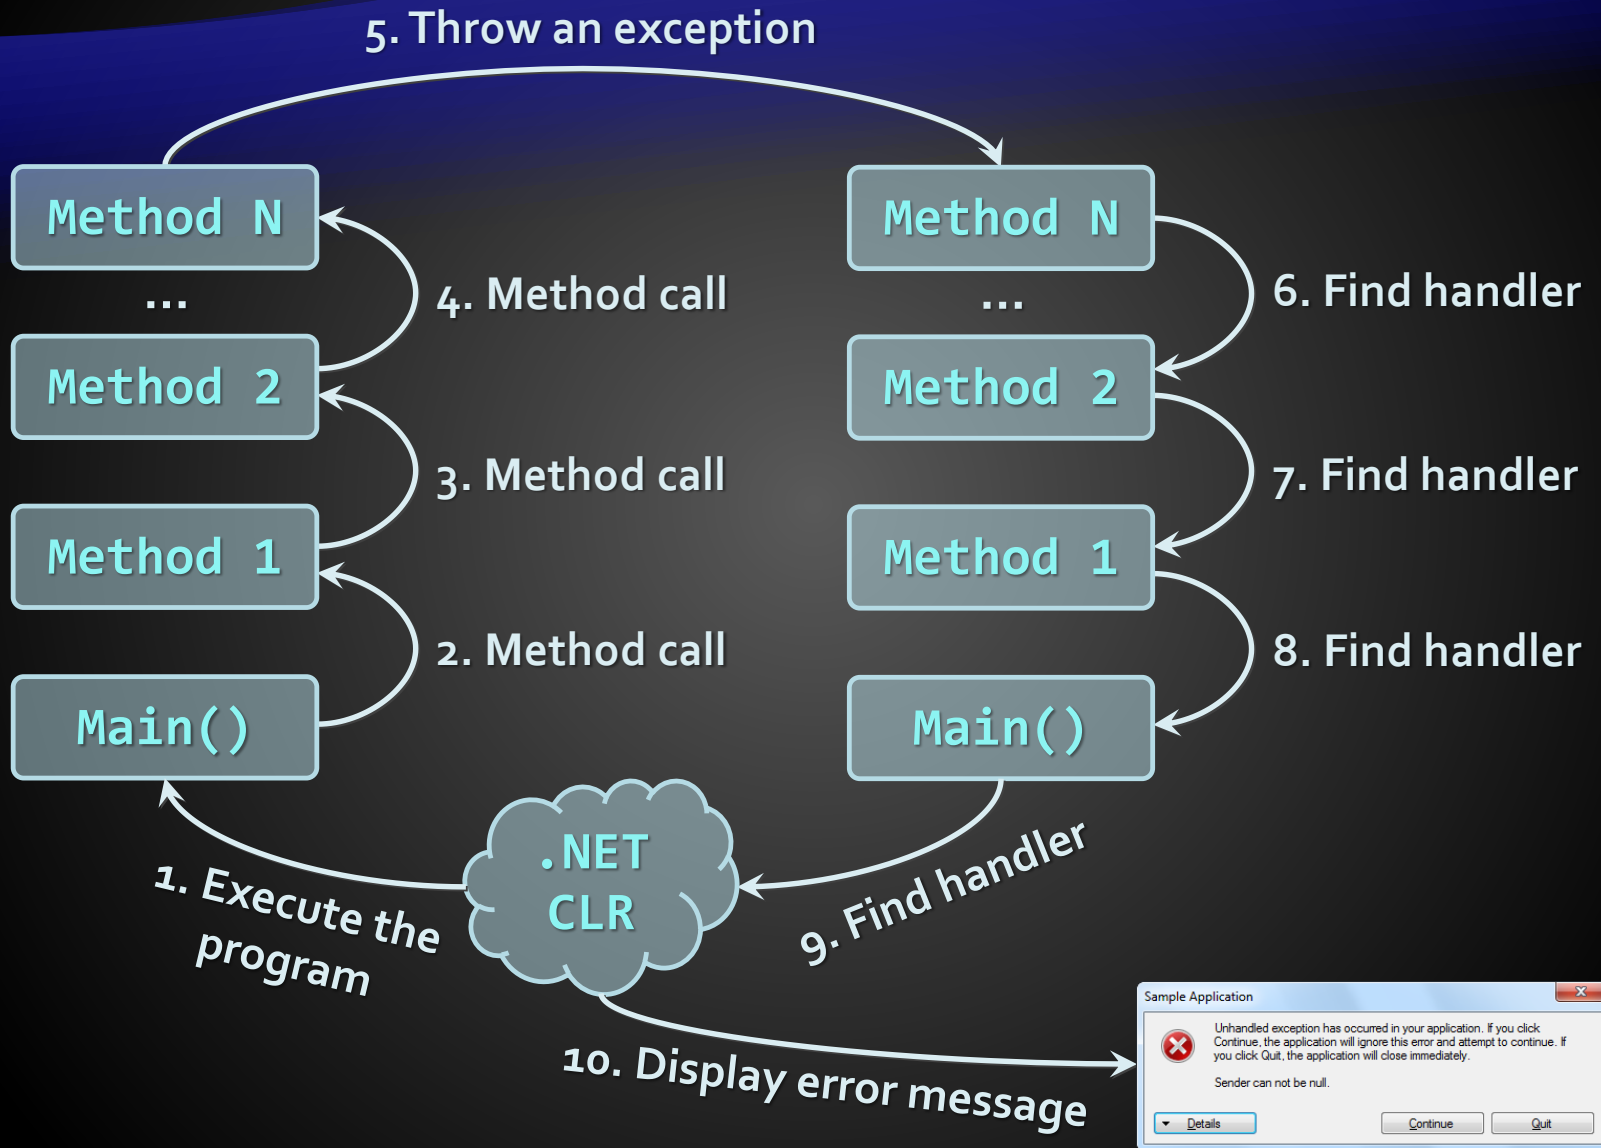 5. Throw an exception
Method N
Method N
4. Method call
6. Find handler
...
...
Method 2
Method 2
3. Method call
7. Find handler
Method 1
Method 1
2. Method call
8. Find handler
Main()
Main()
.NET
CLR
1. Execute the
program
9. Find handler
10. Display error message
Sample Application
Unhandled exception has occurred in your application. If you click
Continue, the application will ignore this error and attempt to continue. If
you click Quit, the application will close immediately.
Sender can not be null.
Details
Continue
Quit